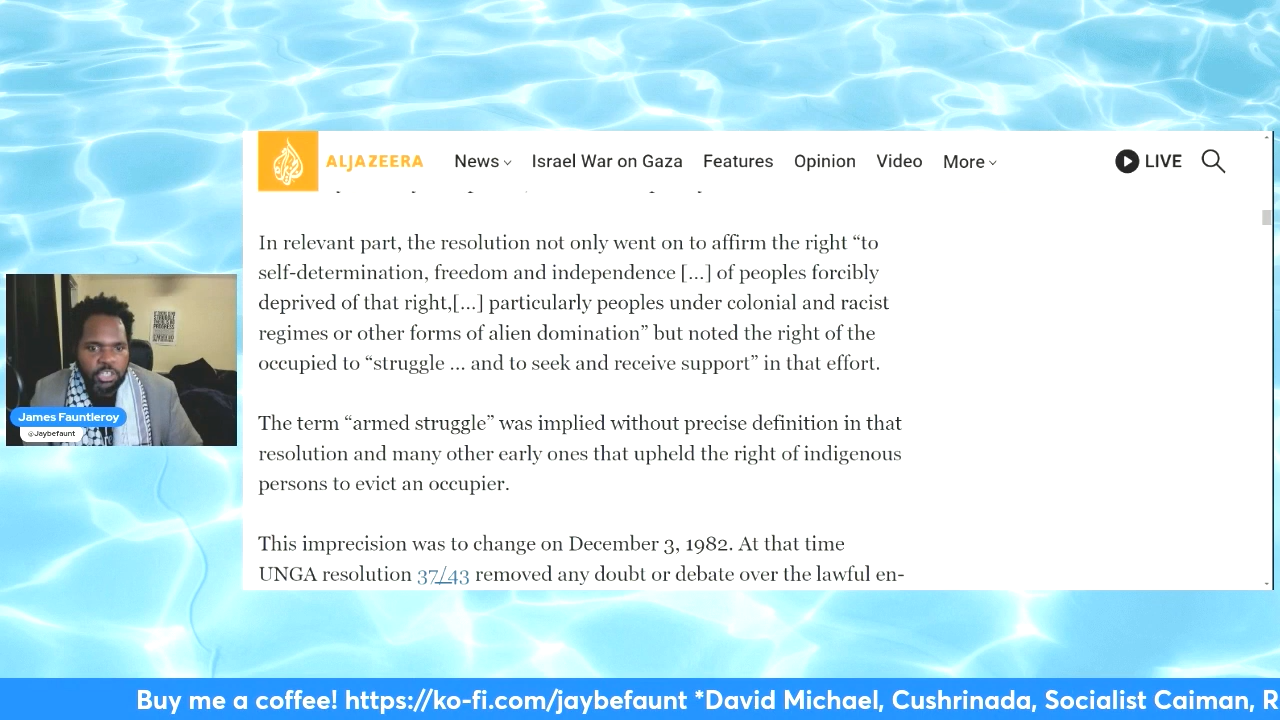 ALJAZEERA News Israel War on Gaza Features Opinion Video More LIVE
In relevant part, the resolution not only went on to affirm the right “to
self-determination, freedom and independence […] of peoples forcibly
deprived of that right,[…] particularly peoples under colonial and racist
regimes or other forms of alien domination” but noted the right of the
occupied to “struggle … and to seek and receive support” in that effort.
The term “armed struggle” was implied without precise definition in that
resolution and many other early ones that upheld the right of indigenous
persons to evict an occupier.
This imprecision was to change on December 3, 1982. At that time
UNGA resolution 37/43 removed any doubt or debate over the lawful en-
James Fauntleroy
@Jaybefaunt
Buy me a coffee! https://ko-fi.com/jaybefaunt *David Michael, Cushrinada, Socialist Caiman, R